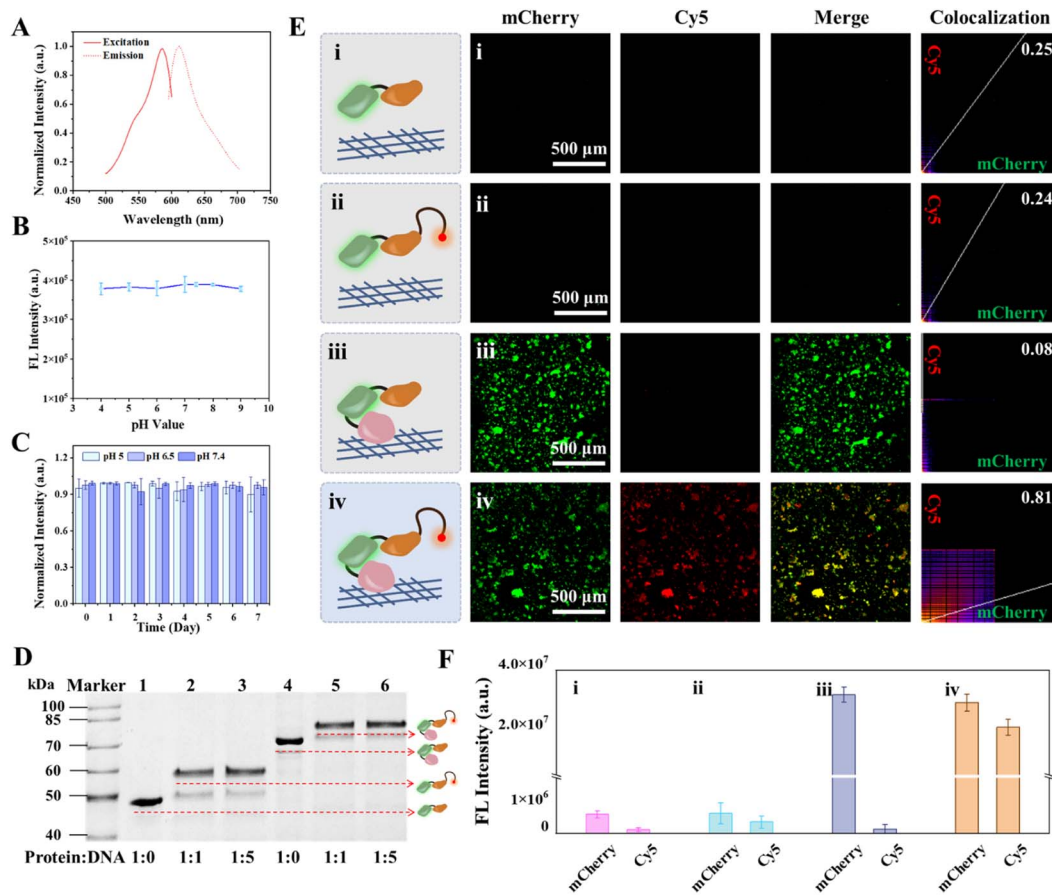 A
Normalized Intensity (a.u.)
1.0
0.8
0.6
0.4
0.2
0.0
Excitation
Emission
450 500 550 600 650 700 750
Wavelength (nm)
B
FL Intensity (a.u.)
5×10⁵
4×10⁵
3×10⁵
2×10⁵
1×10⁵
3 4 5 6 7 8 9 10
pH Value
C
Normalized Intensity (a.u.)
1.2
0.9
0.6
0.3
0.0
pH 5 pH 6.5 pH 7.4
0 1 2 3 4 5 6 7
Time (Day)
D
kDa Marker 1 2 3 4 5 6
100
85
70
60
50
40
Protein:DNA 1:0 1:1 1:5 1:0 1:1 1:5
E
mCherry Cy5 Merge Colocalization
i
i
500 µm
Cy5
0.25
mCherry
ii
ii
500 µm
Cy5
0.24
mCherry
iii
iii
500 µm
Cy5
0.08
mCherry
iv
iv
500 µm
Cy5
0.81
mCherry
F
FL Intensity (a.u.)
4.0×10⁷
2.0×10⁷
1×10⁶
0
i ii iii iv
mCherry Cy5 mCherry Cy5 mCherry Cy5 mCherry Cy5